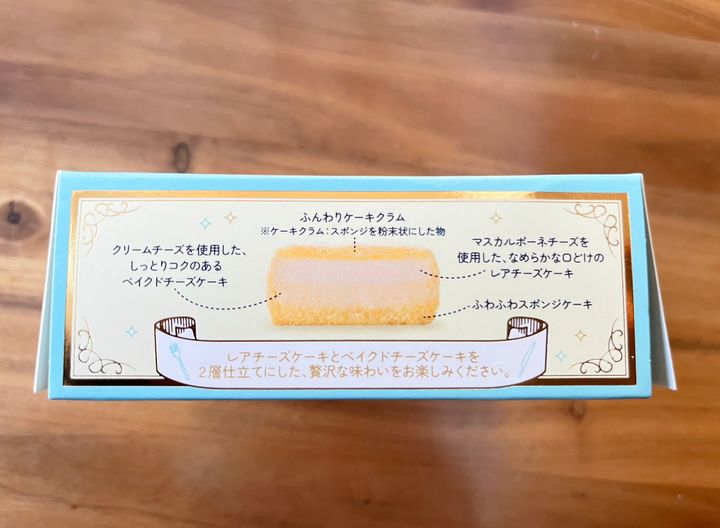 ふんわりケーキクラム
※ケーキクラム:スポンジを粉末状にした物
クリームチーズを使用した、
しっとりコクのある
ベイクドチーズケーキ
マスカルポーネチーズを
使用した、なめらかな口どけの
レアチーズケーキ
ふわふわスポンジケーキ
レアチーズケーキとベイクドチーズケーキを
2層仕立てにした、贅沢な味わいをお楽しみください。